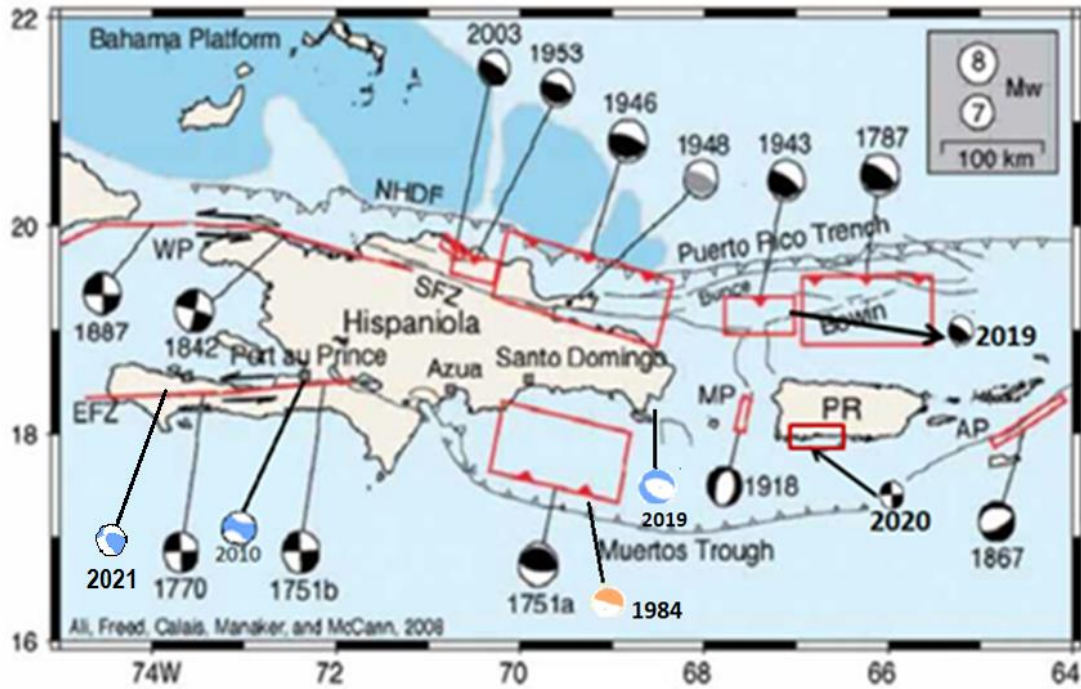 22
20
18
16
74W
72
70
68
66
64
Bahama Platform
2003
1953
1946
1948
1943
1787
8
7
Mw
100 km
NHDF
Puerto Rico Trench
WP
SFZ
Bunce
Bowin
2019
1887
1842
Hispaniola
Port au Prince
Azua
Santo Domingo
EFZ
MP
PR
AP
2021
1770
2010
1751b
1751a
1984
2019
1918
2020
1867
Muertos Trough
Ali, Freed, Calais, Manaker, and McCann, 2008